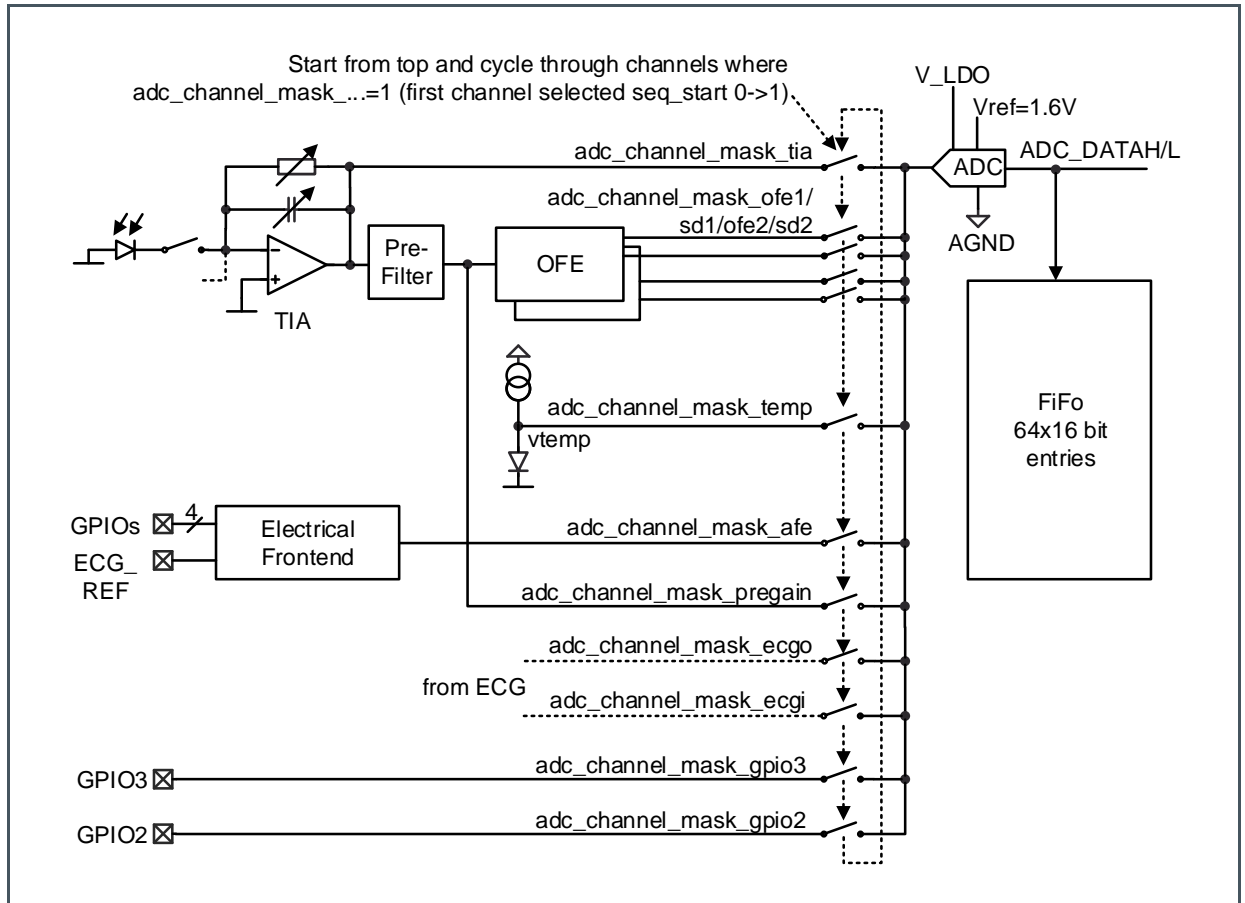 Start from top and cycle through channels where
adc_channel_mask_...=1 (first channel selected seq_start 0->1)
V_LDO
Vref=1.6V
adc_channel_mask_tia
ADC
ADC_DATAH/L
adc_channel_mask_ofe1/
sd1/ofe2/sd2
AGND
Pre-
Filter
OFE
TIA
adc_channel_mask_temp
vtemp
FiFo
64x16 bit
entries
GPIOs
4
Electrical
Frontend
adc_channel_mask_afe
ECG_
REF
adc_channel_mask_pregain
adc_channel_mask_ecgo
from ECG
adc_channel_mask_ecgi
GPIO3
adc_channel_mask_gpio3
GPIO2
adc_channel_mask_gpio2